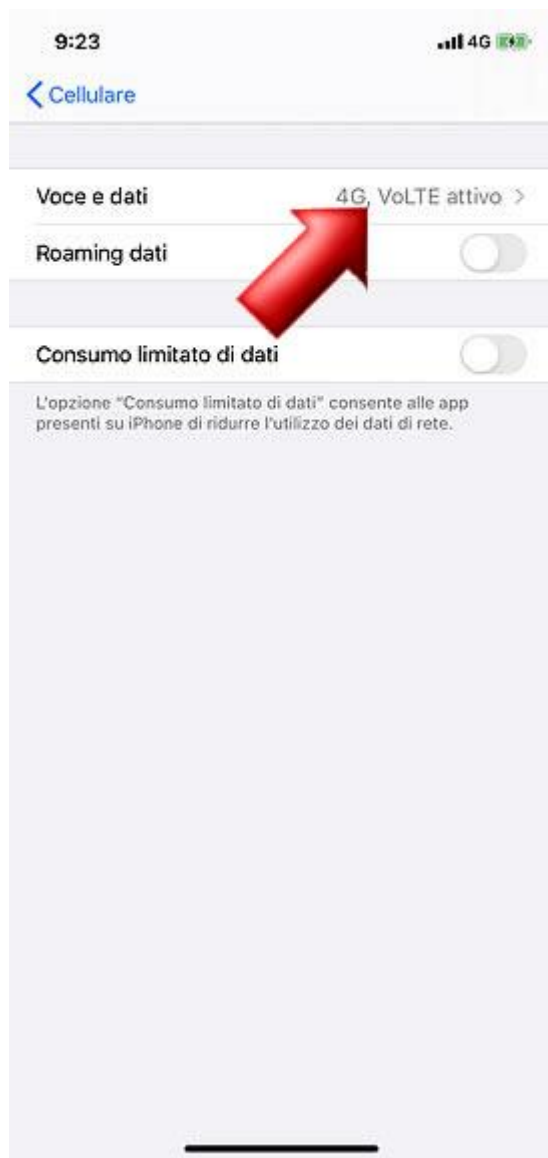 9:23 4G
Cellulare
Voce e dati 4G, VoLTE attivo
Roaming dati
Consumo limitato di dati
L'opzione "Consumo limitato di dati" consente alle app
presenti su iPhone di ridurre l'utilizzo dei dati di rete.